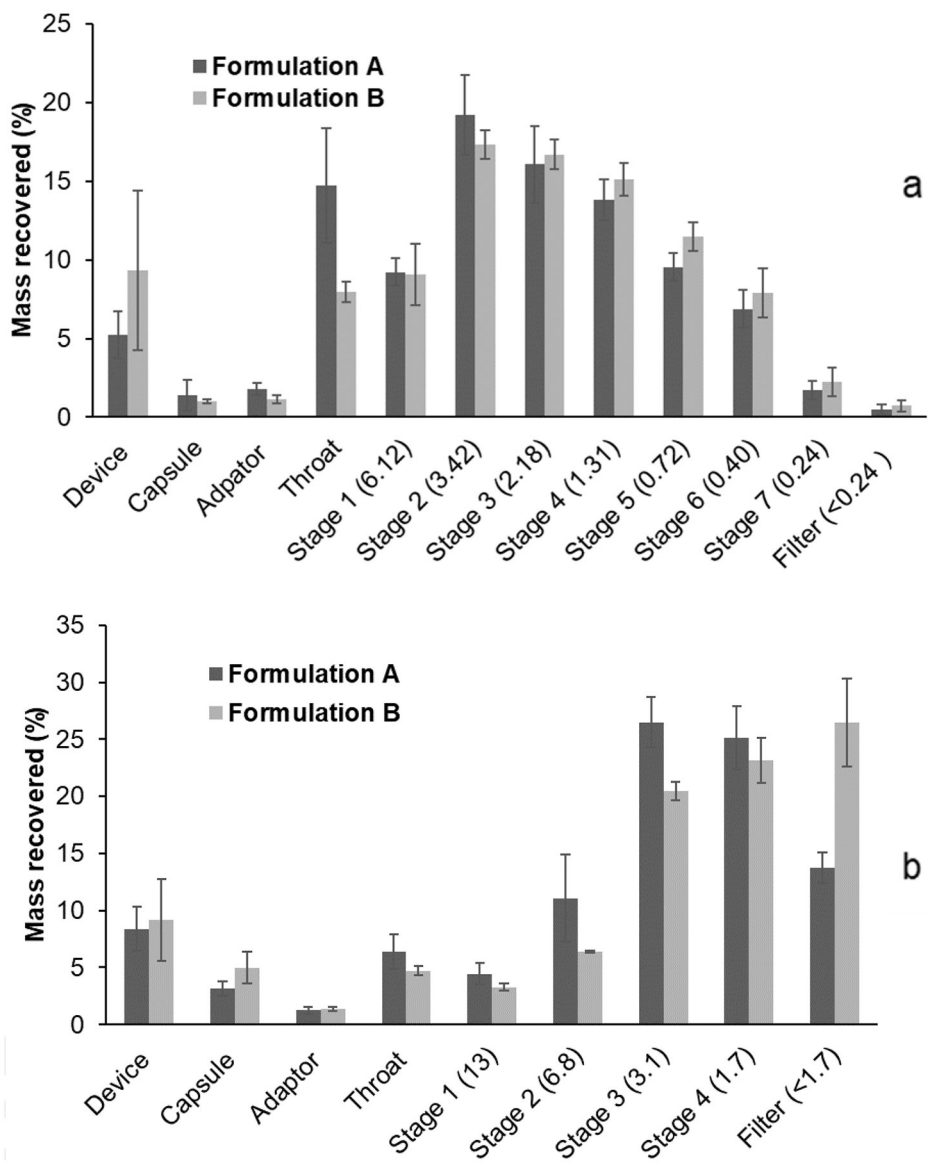 25
20
15
10
5
0
Mass recovered (%)
Formulation A
Formulation B
a
Device
Capsule
Adpator
Throat
Stage 1 (6.12)
Stage 2 (3.42)
Stage 3 (2.18)
Stage 4 (1.31)
Stage 5 (0.72)
Stage 6 (0.40)
Stage 7 (0.24)
Filter (<0.24 )
35
30
25
20
15
10
5
0
Mass recovered (%)
Formulation A
Formulation B
b
Device
Capsule
Adaptor
Throat
Stage 1 (13)
Stage 2 (6.8)
Stage 3 (3.1)
Stage 4 (1.7)
Filter (<1.7)